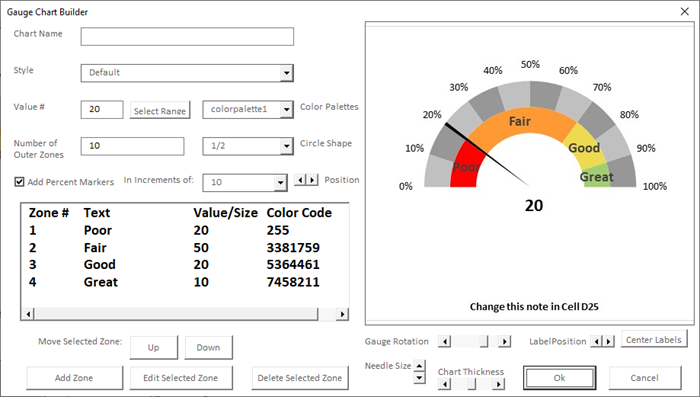 Gauge Chart Builder
Chart Name
Style Default
Value # 20 Select Range colorpalette1 Color Palettes
Number of Outer Zones 10 1/2 Circle Shape
Add Percent Markers In Increments of: 10 Position
Zone # Text Value/Size Color Code
1 Poor 20 255
2 Fair 50 3381759
3 Good 20 5364461
4 Great 10 7458211
Move Selected Zone: Up Down
Add Zone Edit Selected Zone Delete Selected Zone
0%
10%
20%
30%
40%
50%
60%
70%
80%
90%
100%
Poor
Fair
Good
Great
20
Change this note in Cell D25
Gauge Rotation LabelPosition Center Labels
Needle Size Chart Thickness Ok Cancel